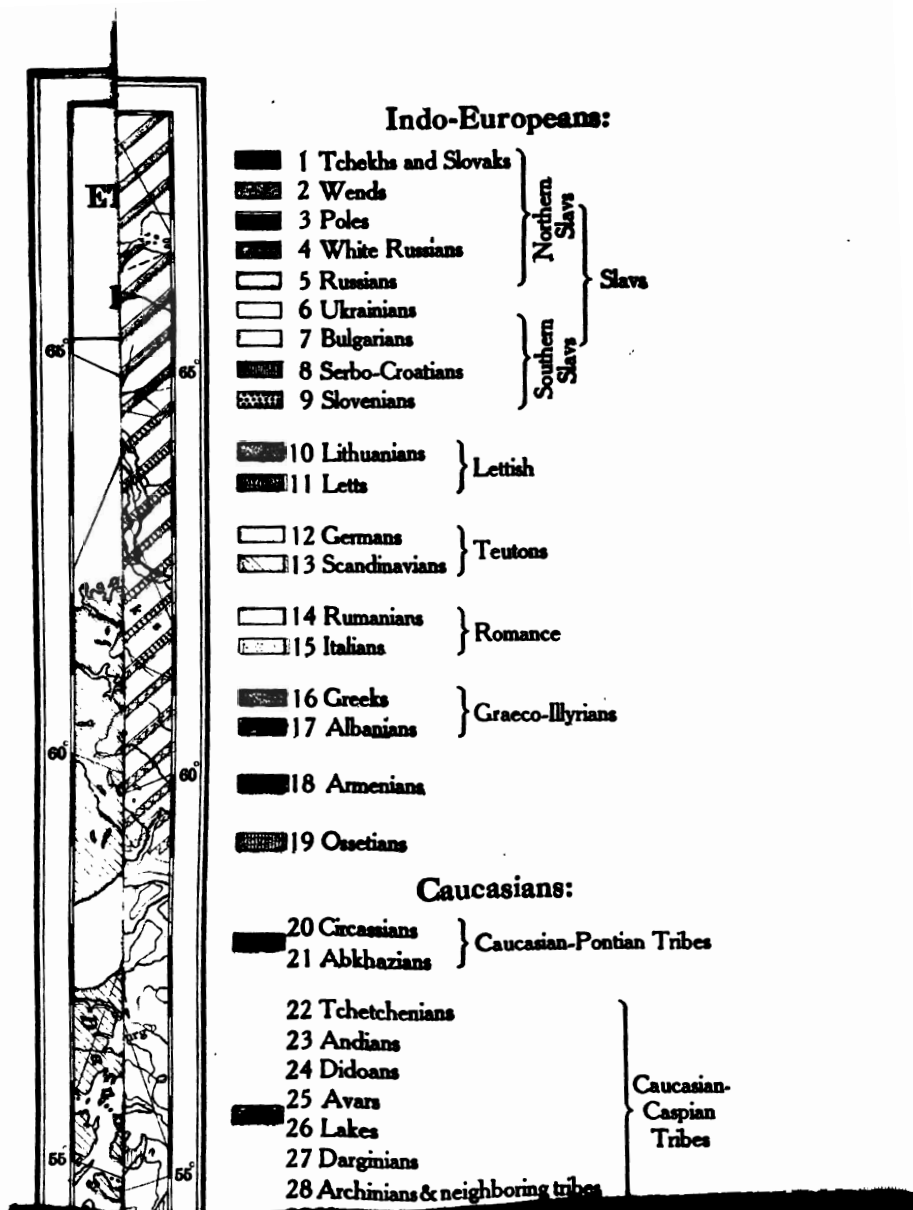 Indo-Europeans:
1 Tchekhs and Slovaks
2 Wends
3 Poles
4 White Russians
5 Russians
Northern Slavs
6 Ukrainians
7 Bulgarians
8 Serbo-Croatians
9 Slovenians
Southern Slavs
Slavs
10 Lithuanians
11 Letts
Lettish
12 Germans
13 Scandinavians
Teutons
14 Rumanians
15 Italians
Romance
16 Greeks
17 Albanians
Graeco-Illyrians
18 Armenians
19 Ossetians
Caucasians:
20 Circassians
21 Abkhazians
Caucasian-Pontian Tribes
22 Tchetchenians
23 Andians
24 Didoans
25 Avars
26 Lakes
27 Darginians
28 Archinians & neighboring tribes
Caucasian-
Caspian
Tribes
ET
65°
65°
60°
60°
55°
55°